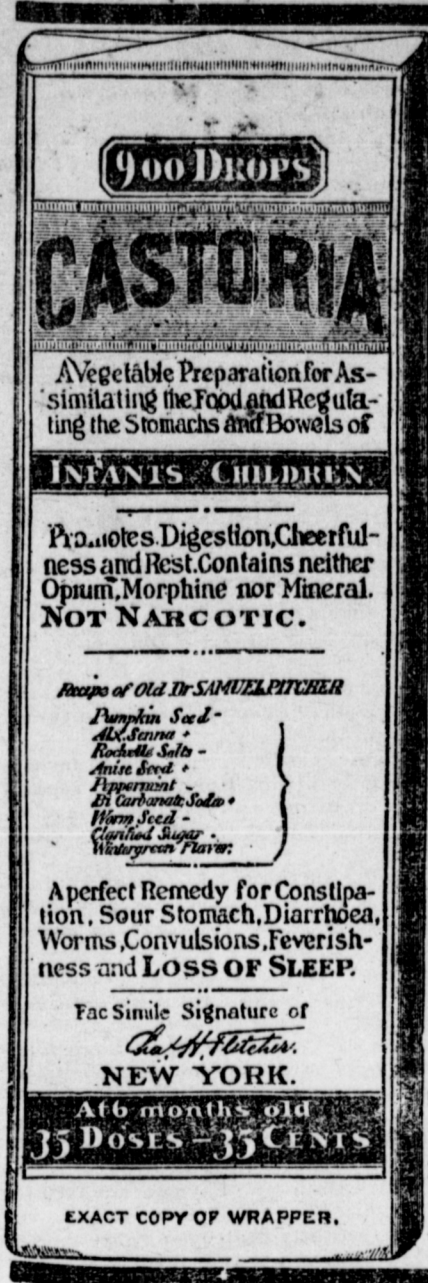 900 DROPS
CASTORIA
AVegetable Preparation for As-
similating the Food and Regula-
ting the Stomachs and Bowels of
INFANTS CHILDREN
Promotes Digestion,Cheerful-
ness and Rest.Contains neither
Opium,Morphine nor Mineral.
NOT NARCOTIC.
Recipe of Old Dr SAMUEL PITCHER
Pumpkin Seed -
Alx.Senna +
Rochelle Salts -
Anise Seed +
Peppermint -
Bi Carbonate Soda +
Worm Seed -
Clarified Sugar .
Wintergreen Flavor:
A perfect Remedy for Constipa-
tion, Sour Stomach,Diarrhoea,
Worms,Convulsions,Feverish-
ness and LOSS OF SLEEP.
Fac Simile Signature of
Chas. H. Fletcher.
NEW YORK.
At 6 months old
35 DOSES – 35 CENTS
EXACT COPY OF WRAPPER.